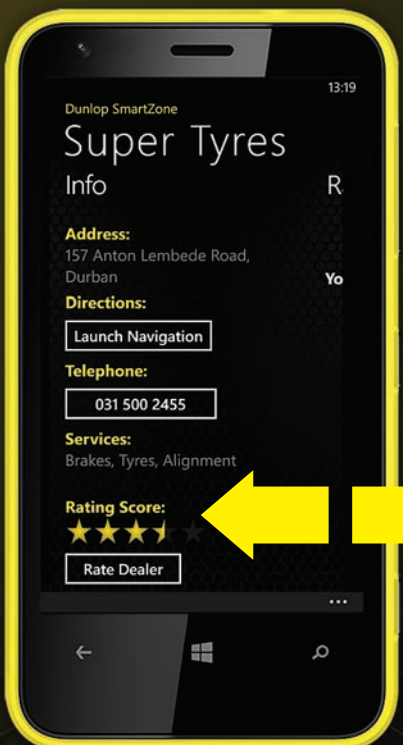 13:19
Dunlop SmartZone
Super Tyres
Info R
Address:
157 Anton Lembede Road,
Durban
Yo
Directions:
Launch Navigation
Telephone:
031 500 2455
Services:
Brakes, Tyres, Alignment
Rating Score:
Rate Dealer